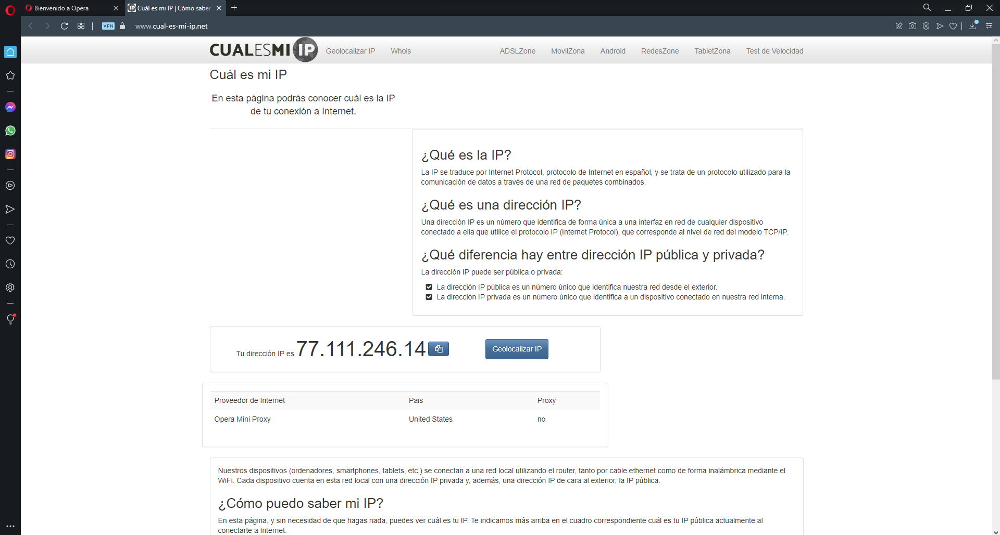 Bienvenido a Opera
Cuál es mi IP | Cómo saber
VPN
www.cual-es-mi-ip.net
CUALESMI IP
Geolocalizar IP
Whois
ADSLZone
MovilZona
Android
RedesZone
TabletZona
Test de Velocidad
Cuál es mi IP
En esta página podrás conocer cuál es la IP
de tu conexión a Internet.
¿Qué es la IP?
La IP se traduce por Internet Protocol, protocolo de Internet en español, y se trata de un protocolo utilizado para la
comunicación de datos a través de una red de paquetes combinados.
¿Qué es una dirección IP?
Una dirección IP es un número que identifica de forma única a una interfaz en red de cualquier dispositivo
conectado a ella que utilice el protocolo IP (Internet Protocol), que corresponde al nivel de red del modelo TCP/IP.
¿Qué diferencia hay entre dirección IP pública y privada?
La dirección IP puede ser pública o privada:
La dirección IP pública es un número único que identifica nuestra red desde el exterior.
La dirección IP privada es un número único que identifica a un dispositivo conectado en nuestra red interna.
Tu dirección IP es 77.111.246.14
Geolocalizar IP
Proveedor de Internet Pais Proxy
Opera Mini Proxy United States no
Nuestros dispositivos (ordenadores, smartphones, tablets, etc.) se conectan a una red local utilizando el router, tanto por cable ethernet como de forma inalámbrica mediante el
WiFi. Cada dispositivo cuenta en esta red local con una dirección IP privada y, además, una dirección IP de cara al exterior, la IP pública.
¿Cómo puedo saber mi IP?
En esta página, y sin necesidad de que hagas nada, puedes ver cuál es tu IP. Te indicamos más arriba en el cuadro correspondiente cuál es tu IP pública actualmente al
conectarte a Internet.